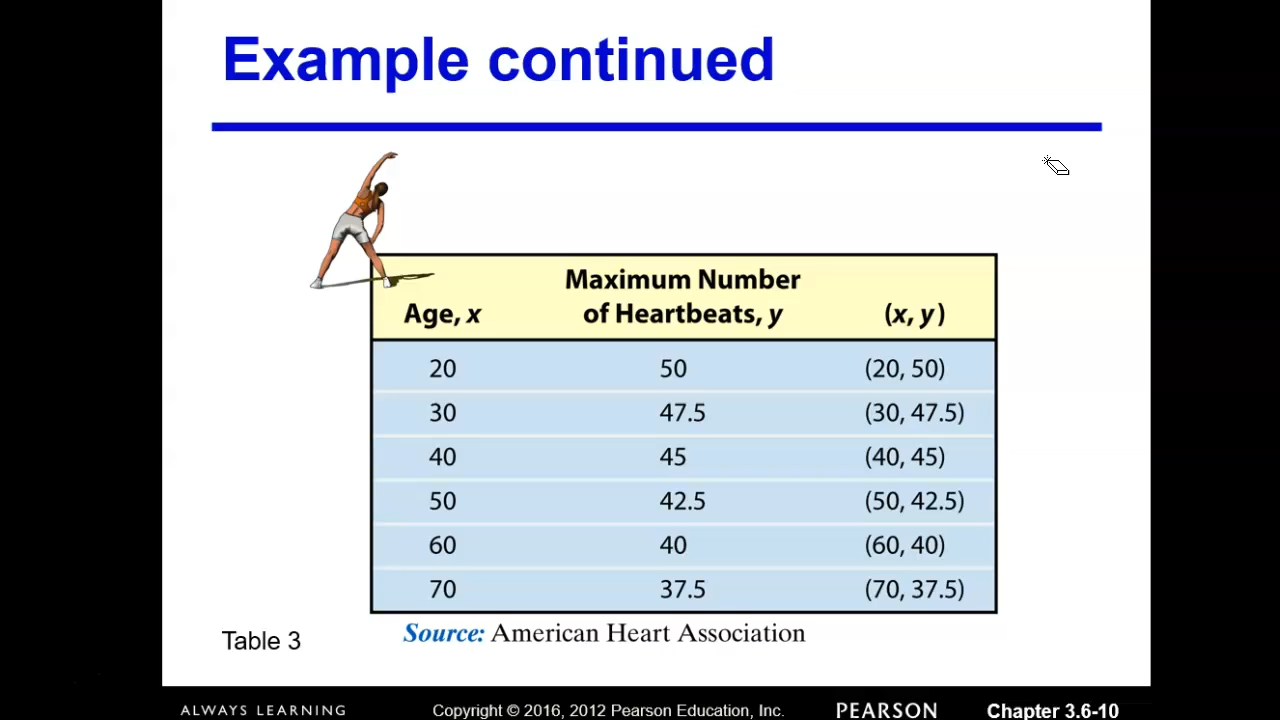 Example continued
Maximum Number
Age, x of Heartbeats, y (x, y)
20 50 (20, 50)
30 47.5 (30, 47.5)
40 45 (40, 45)
50 42.5 (50, 42.5)
60 40 (60, 40)
70 37.5 (70, 37.5)
Table 3 Source: American Heart Association
ALWAYS LEARNING Copyright © 2016, 2012 Pearson Education, Inc. PEARSON Chapter 3.6-10